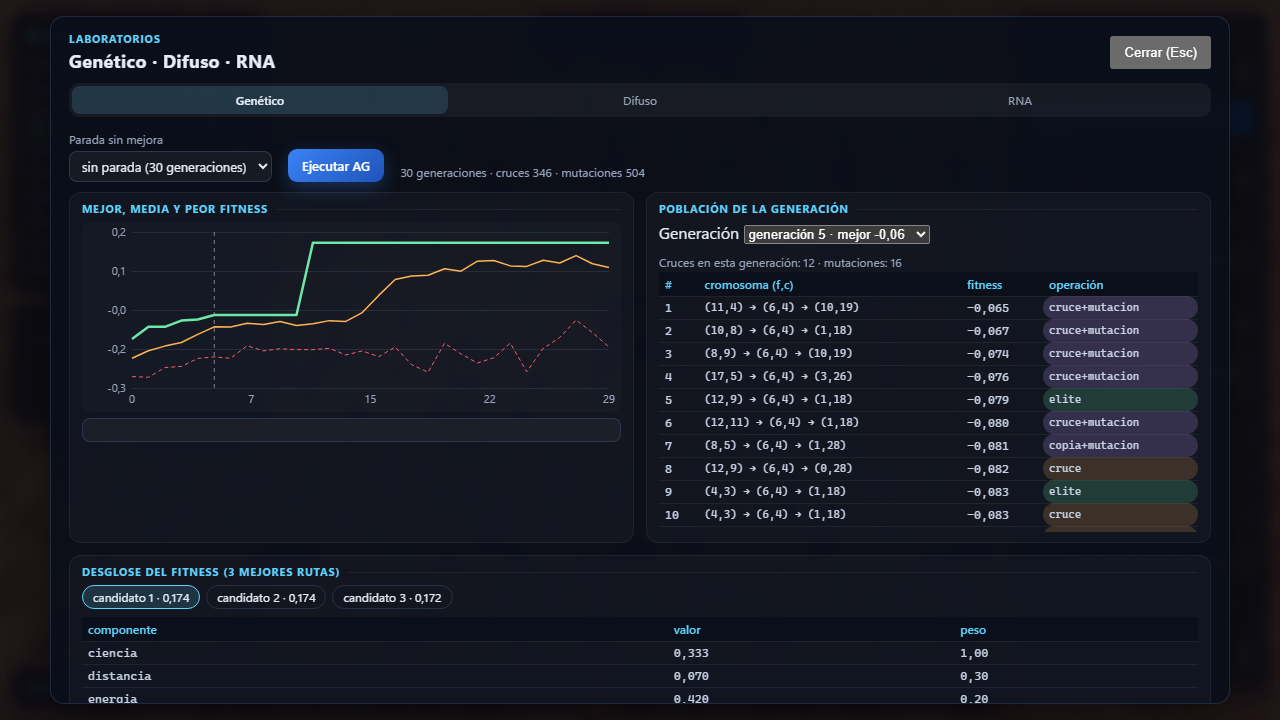 LABORATORIOS
Genético · Difuso · RNA
Cerrar (Esc)
Genético
Difuso
RNA
Parada sin mejora
sin parada (30 generaciones)
Ejecutar AG
30 generaciones · cruces 346 · mutaciones 504
MEJOR, MEDIA Y PEOR FITNESS
0,2
0,1
-0,0
-0,2
-0,3
0
7
15
22
29
POBLACIÓN DE LA GENERACIÓN
Generación generación 5 · mejor -0,06
Cruces en esta generación: 12 · mutaciones: 16
# cromosoma (f,c) fitness operación
1 (11,4) → (6,4) → (10,19) −0,065 cruce+mutacion
2 (10,8) → (6,4) → (1,18) −0,067 cruce+mutacion
3 (8,9) → (6,4) → (10,19) −0,074 cruce+mutacion
4 (17,5) → (6,4) → (3,26) −0,076 cruce+mutacion
5 (12,9) → (6,4) → (1,18) −0,079 elite
6 (12,11) → (6,4) → (1,18) −0,080 cruce+mutacion
7 (8,5) → (6,4) → (1,28) −0,081 copia+mutacion
8 (12,9) → (6,4) → (0,28) −0,082 cruce
9 (4,3) → (6,4) → (1,18) −0,083 elite
10 (4,3) → (6,4) → (1,18) −0,083 cruce
DESGLOSE DEL FITNESS (3 MEJORES RUTAS)
candidato 1 · 0,174
candidato 2 · 0,174
candidato 3 · 0,172
componente valor peso
ciencia 0,333 1,00
distancia 0,070 0,30
energia 0,420 0,20